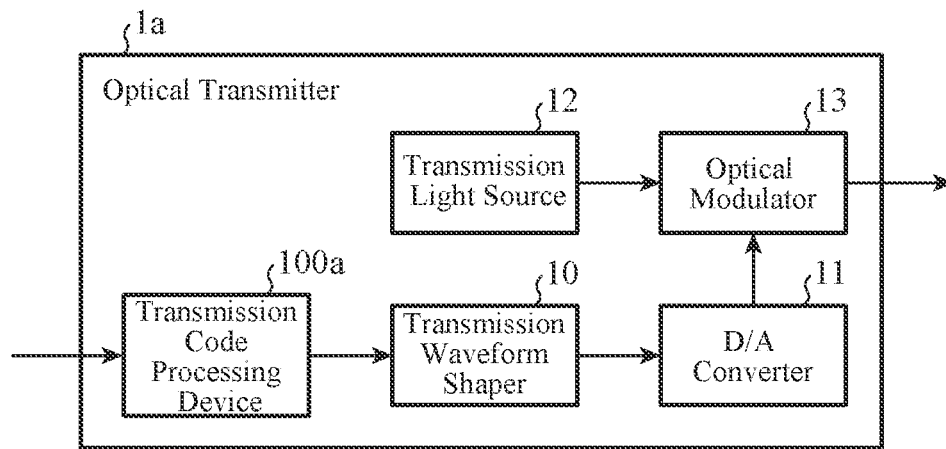 1a
Optical Transmitter
12
Transmission
Light Source
13
Optical
Modulator
100a
Transmission
Code
Processing
Device
10
Transmission
Waveform
Shaper
11
D/A
Converter